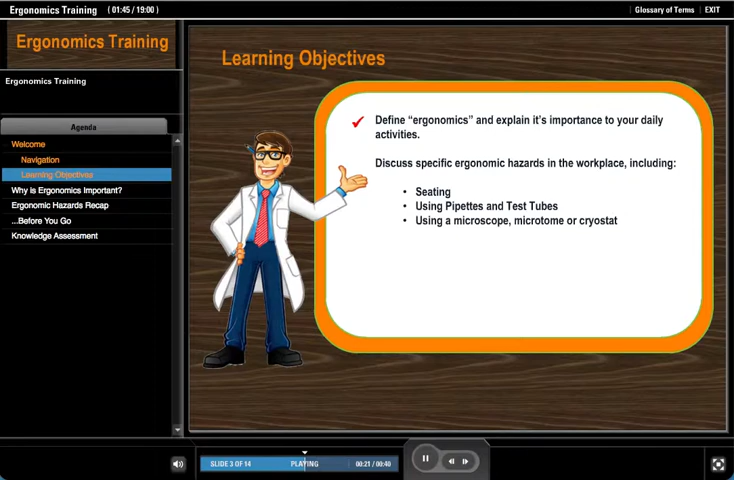 Ergonomics Training ( 01:45 / 19:00 )
Glossary of Terms | EXIT
Ergonomics Training
Ergonomics Training
Agenda
Welcome
Navigation
Learning Objectives
Why is Ergonomics Important?
Ergonomic Hazards Recap
...Before You Go
Knowledge Assessment
Learning Objectives
Define “ergonomics” and explain it’s importance to your daily
activities.
Discuss specific ergonomic hazards in the workplace, including:
• Seating
• Using Pipettes and Test Tubes
• Using a microscope, microtome or cryostat
SLIDE 3 OF 14 PLAYING 00:21 / 00:40